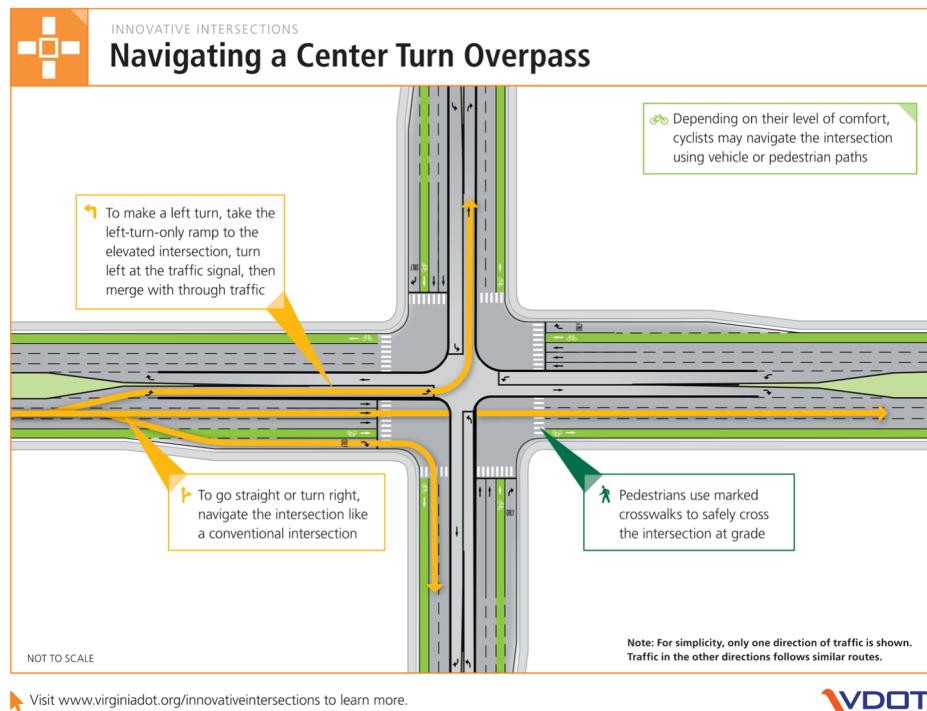 INNOVATIVE INTERSECTIONS
Navigating a Center Turn Overpass
Depending on their level of comfort,
cyclists may navigate the intersection
using vehicle or pedestrian paths
To make a left turn, take the
left-turn-only ramp to the
elevated intersection, turn
left at the traffic signal, then
merge with through traffic
ONLY
ONLY
ONLY
To go straight or turn right,
navigate the intersection like
a conventional intersection
Pedestrians use marked
crosswalks to safely cross
the intersection at grade
ONLY
Note: For simplicity, only one direction of traffic is shown.
Traffic in the other directions follows similar routes.
NOT TO SCALE
Visit www.virginiadot.org/innovativeintersections to learn more.
VDOT